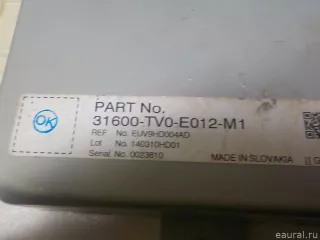 OK
PART No.
31600-TV0-E012-M1
REF No. EUV9HD004AD
Lot No. 140310HD01
Serial No. 0023610
MADE IN SLOVAKIA
eaural.ru